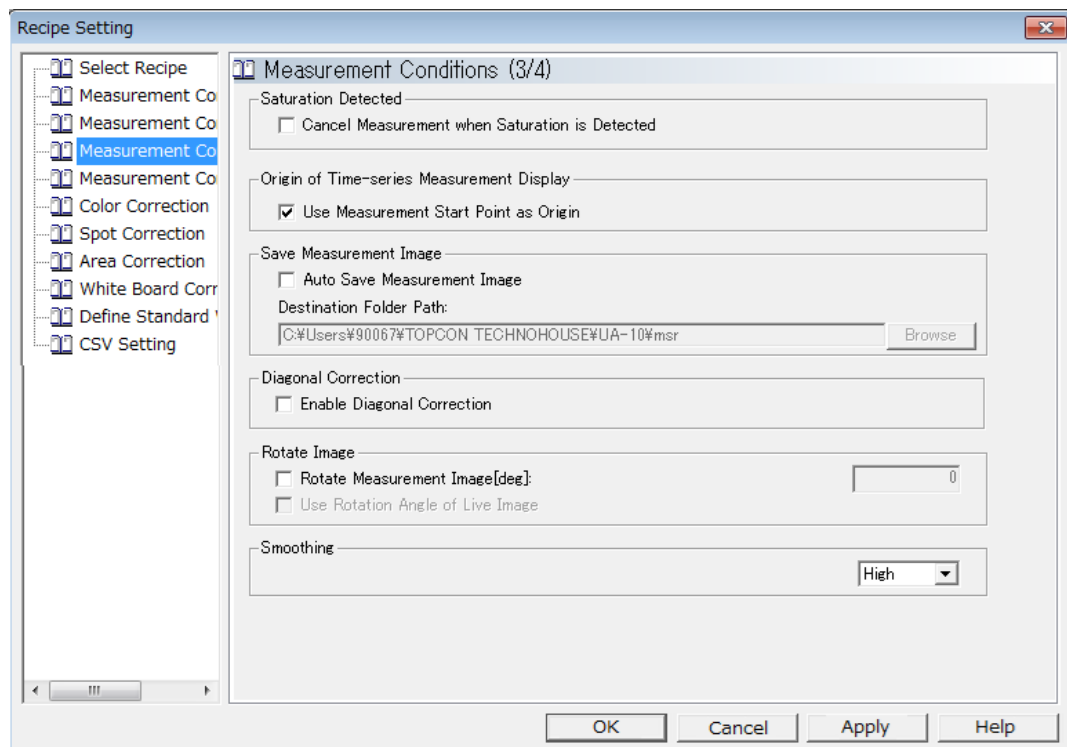 Recipe Setting
Select Recipe
Measurement Co
Measurement Co
Measurement Co
Measurement Co
Color Correction
Spot Correction
Area Correction
White Board Corr
Define Standard
CSV Setting
Measurement Conditions (3/4)
Saturation Detected
Cancel Measurement when Saturation is Detected
Origin of Time-series Measurement Display
Use Measurement Start Point as Origin
Save Measurement Image
Auto Save Measurement Image
Destination Folder Path:
C:¥Users¥90067¥TOPCON TECHNOHOUSE¥UA-10¥msr Browse
Diagonal Correction
Enable Diagonal Correction
Rotate Image
Rotate Measurement Image[deg]: 0
Use Rotation Angle of Live Image
Smoothing
High
OK Cancel Apply Help